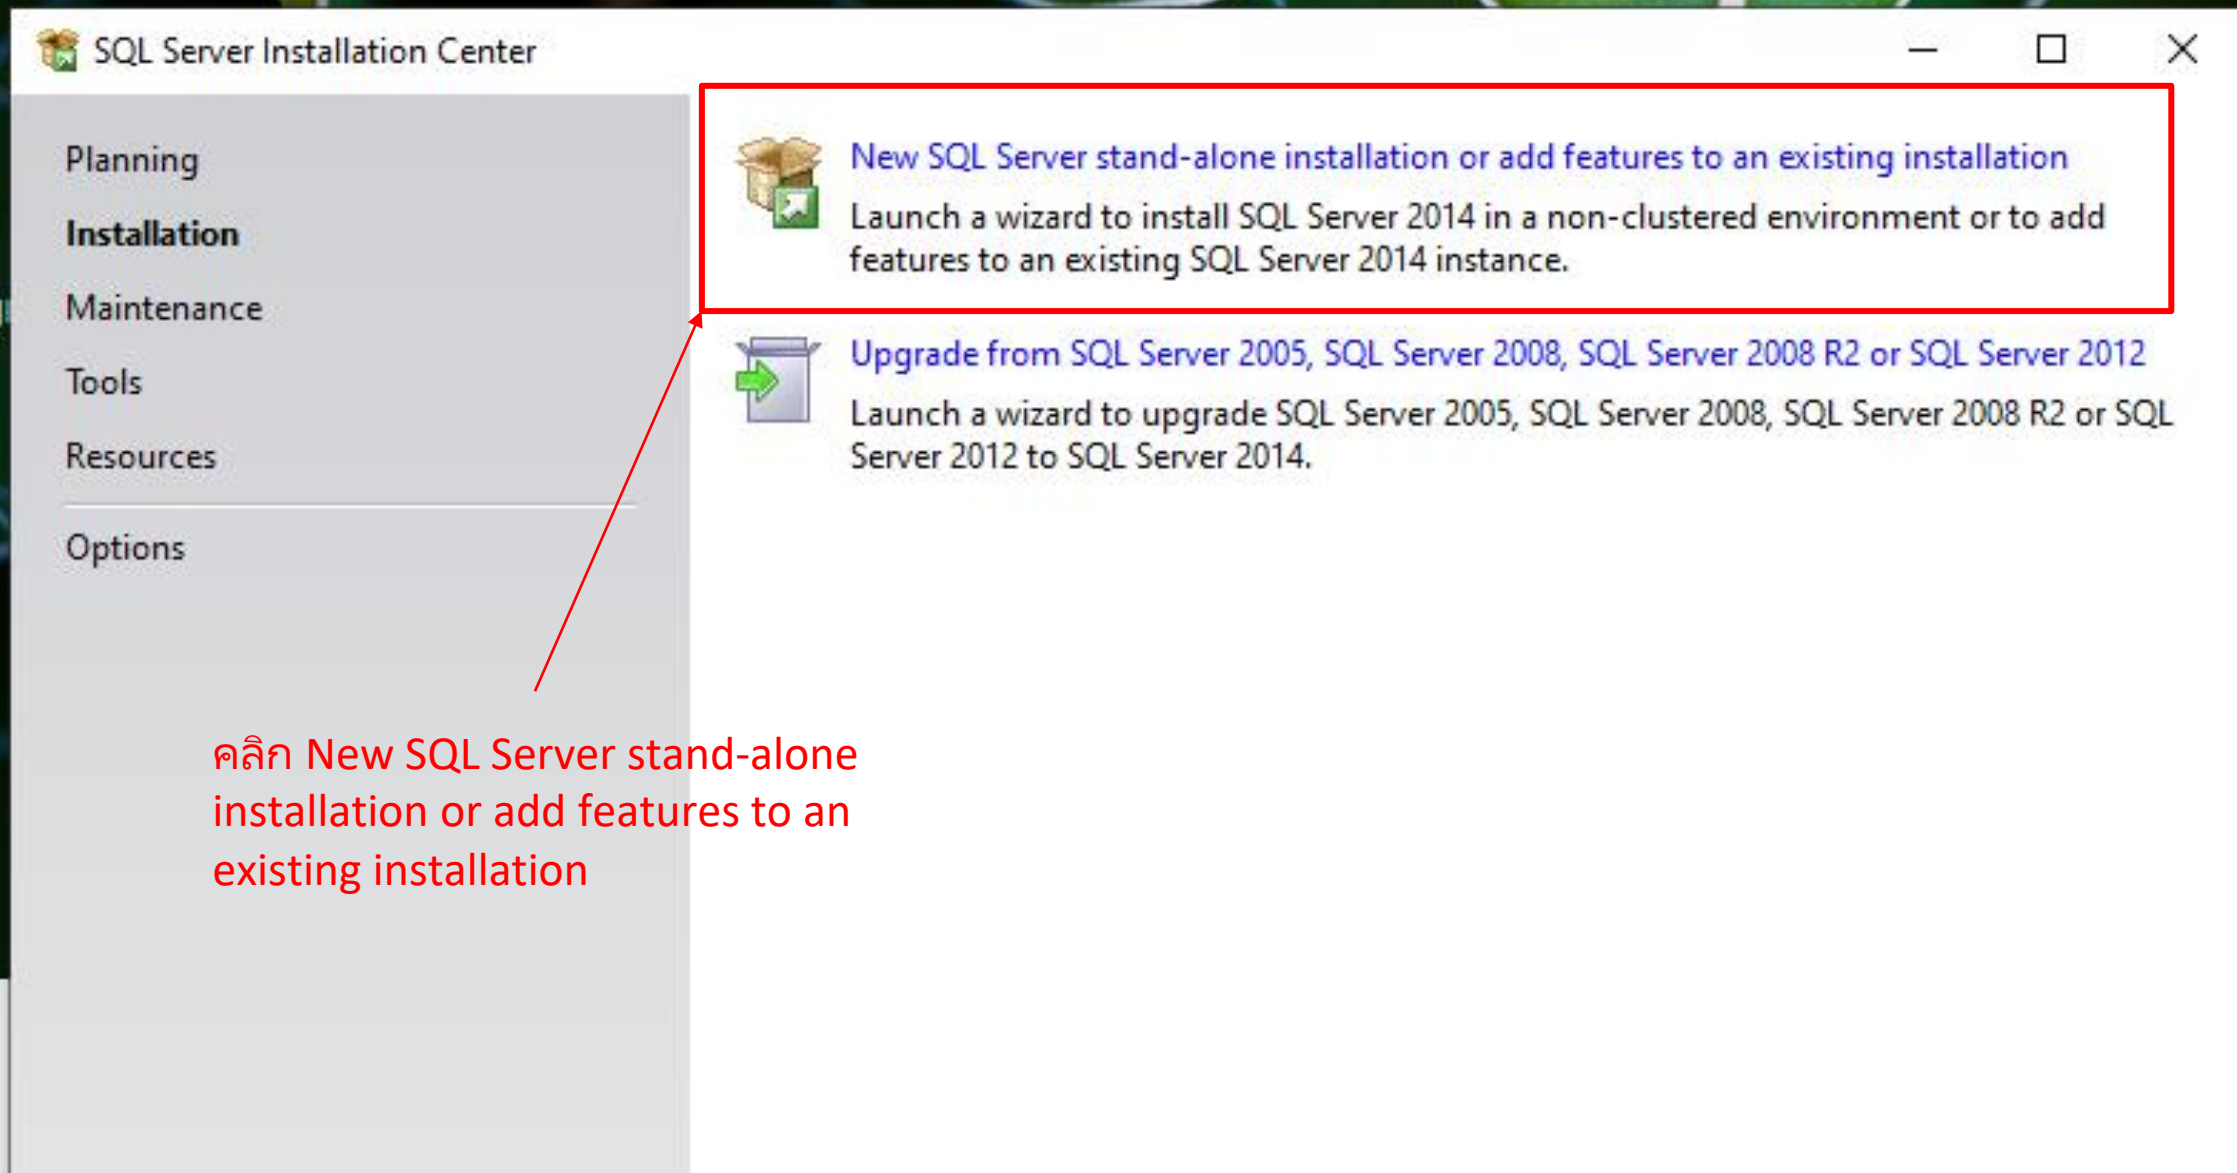 SQL Server Installation Center
Planning
Installation
Maintenance
Tools
Resources
Options
New SQL Server stand-alone installation or add features to an existing installation
Launch a wizard to install SQL Server 2014 in a non-clustered environment or to add
features to an existing SQL Server 2014 instance.
Upgrade from SQL Server 2005, SQL Server 2008, SQL Server 2008 R2 or SQL Server 2012
Launch a wizard to upgrade SQL Server 2005, SQL Server 2008, SQL Server 2008 R2 or SQL
Server 2012 to SQL Server 2014.
คลิก New SQL Server stand-alone
installation or add features to an
existing installation